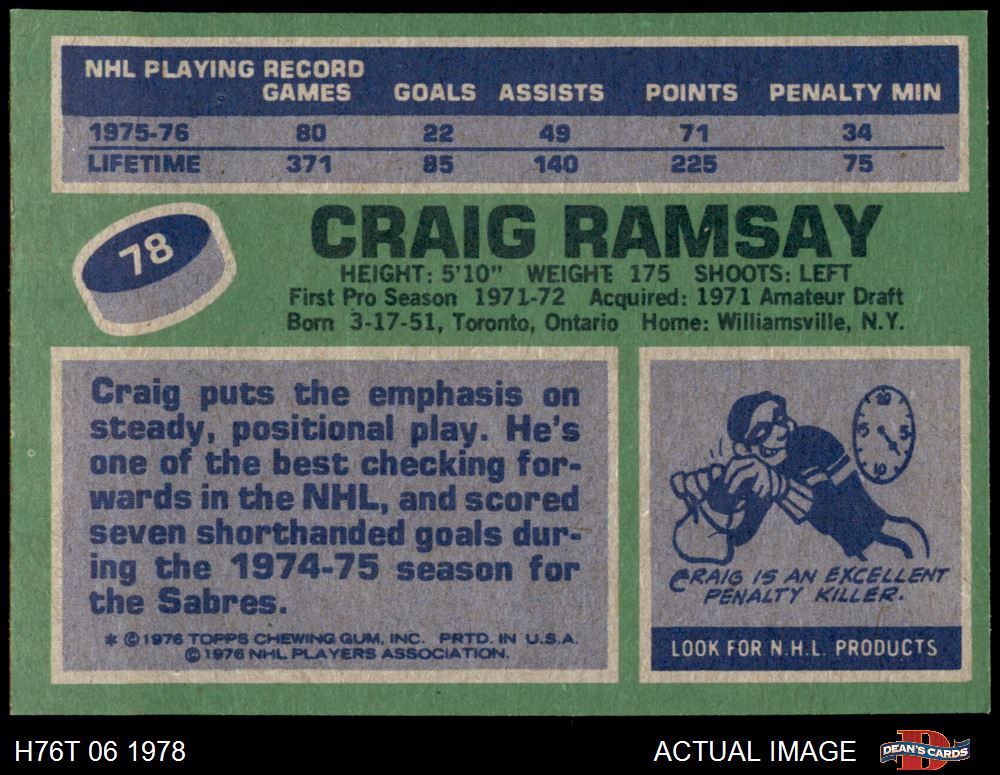 NHL PLAYING RECORD
GAMES GOALS ASSISTS POINTS PENALTY MIN
1975-76 80 22 49 71 34
LIFETIME 371 85 140 225 75
78
CRAIG RAMSAY
HEIGHT: 5'10" WEIGHT 175 SHOOTS: LEFT
First Pro Season 1971-72 Acquired: 1971 Amateur Draft
Born 3-17-51, Toronto, Ontario Home: Williamsville, N.Y.
Craig puts the emphasis on
steady, positional play. He's
one of the best checking for-
wards in the NHL, and scored
seven shorthanded goals dur-
ing the 1974-75 season for
the Sabres.
* © 1976 TOPPS CHEWING GUM, INC. PRTD. IN U.S.A.
© 1976 NHL PLAYERS ASSOCIATION.
20
5 5
10
CRAIG IS AN EXCELLENT
PENALTY KILLER.
LOOK FOR N.H.L. PRODUCTS
H76T 06 1978
ACTUAL IMAGE
DEAN'S CARDS